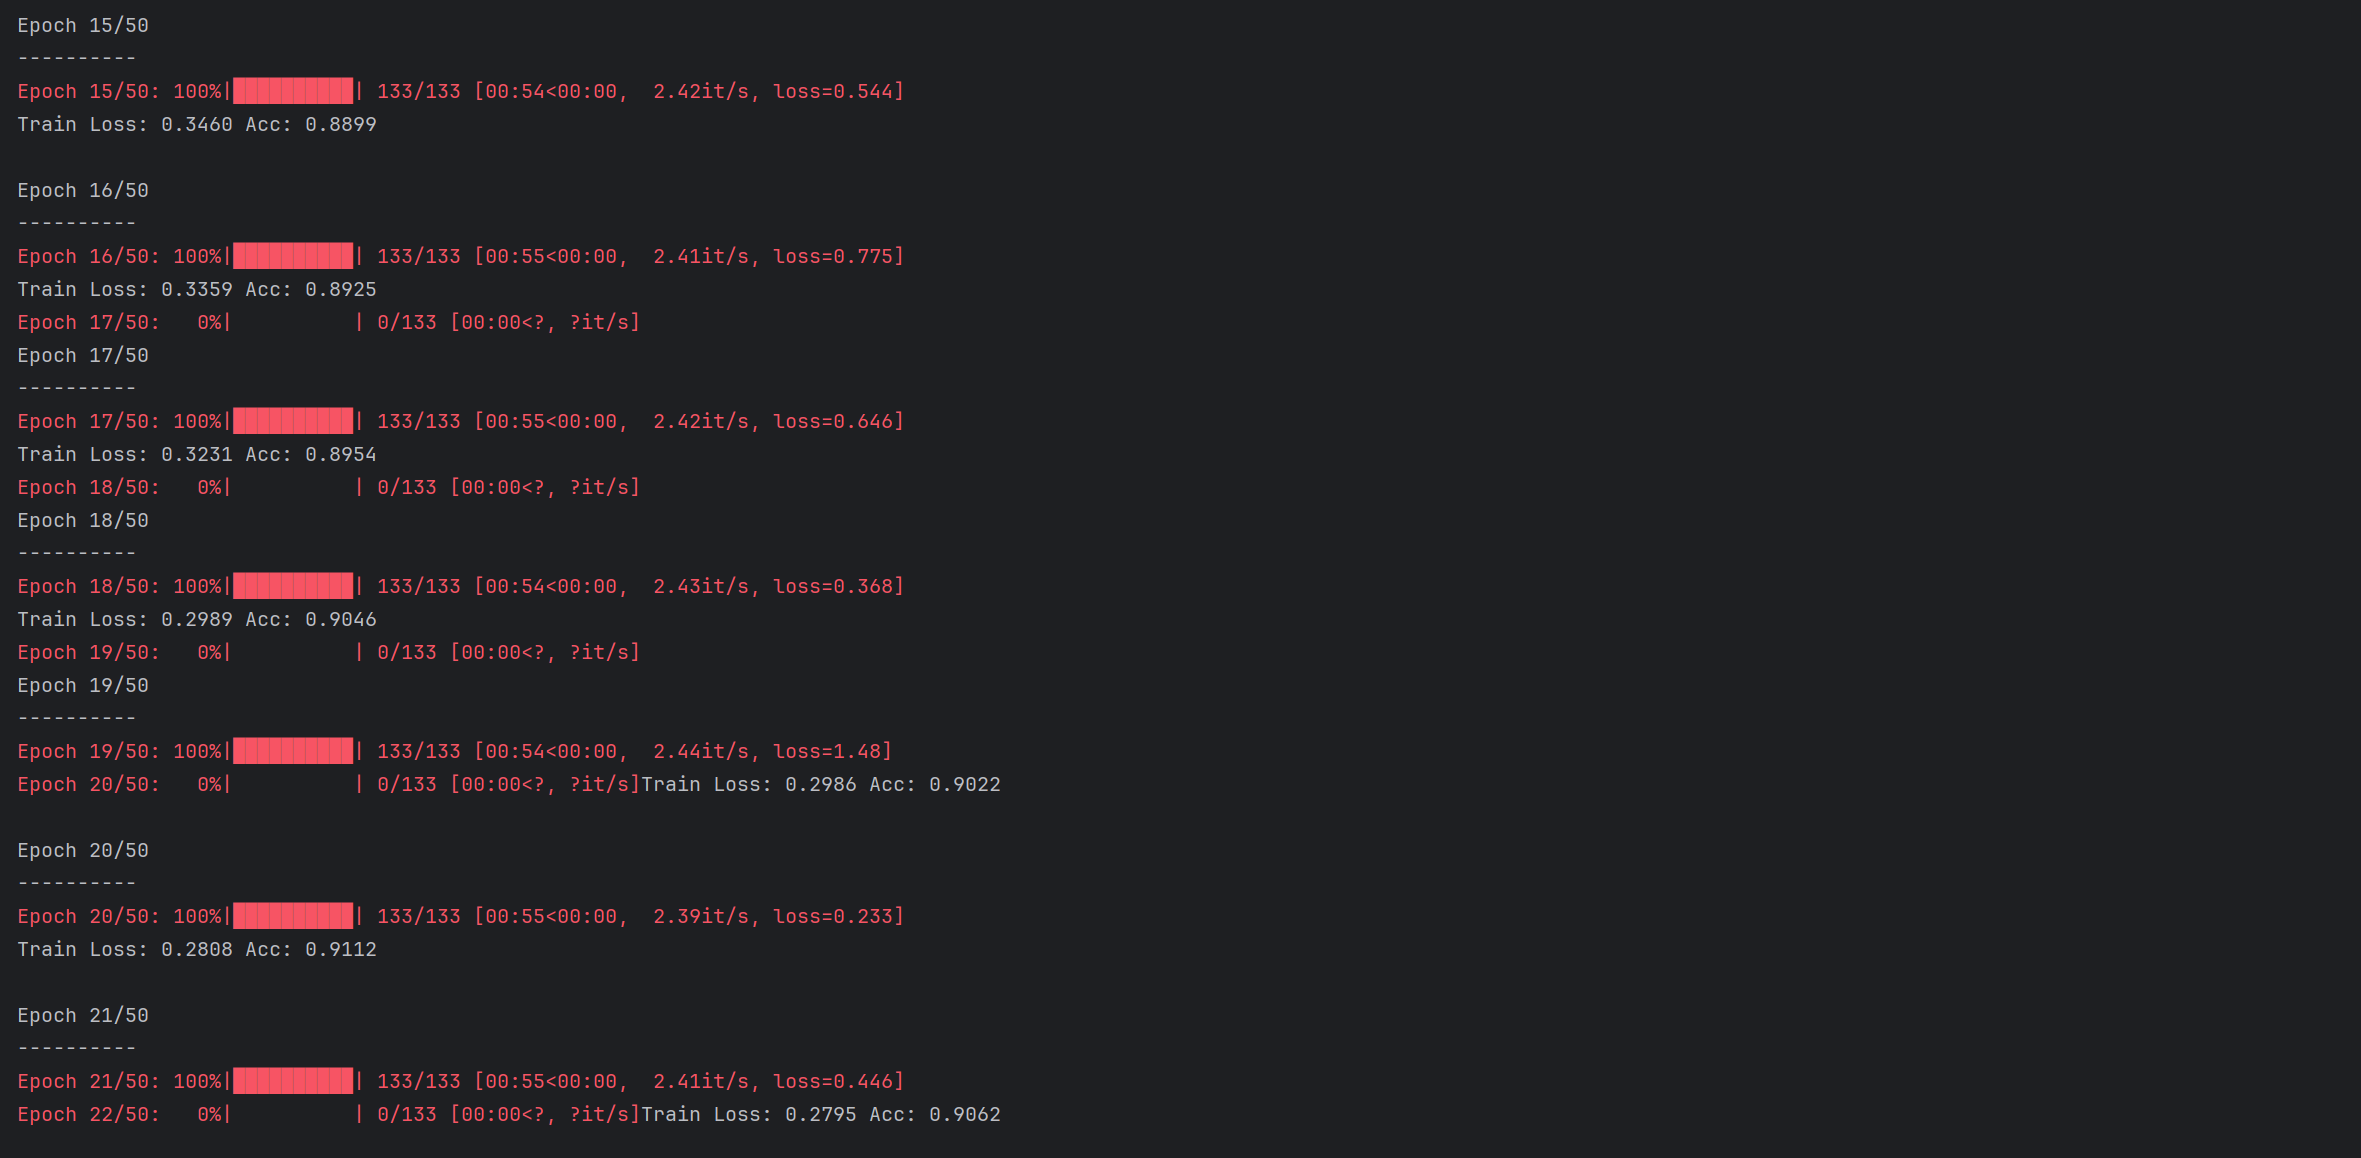 Epoch 15/50
----------
Epoch 15/50: 100%|██████████| 133/133 [00:54<00:00,  2.42it/s, loss=0.544]
Train Loss: 0.3460 Acc: 0.8899
Epoch 16/50
----------
Epoch 16/50: 100%|██████████| 133/133 [00:55<00:00,  2.41it/s, loss=0.775]
Train Loss: 0.3359 Acc: 0.8925
Epoch 17/50:   0%|          | 0/133 [00:00<?, ?it/s]
Epoch 17/50
----------
Epoch 17/50: 100%|██████████| 133/133 [00:55<00:00,  2.42it/s, loss=0.646]
Train Loss: 0.3231 Acc: 0.8954
Epoch 18/50:   0%|          | 0/133 [00:00<?, ?it/s]
Epoch 18/50
----------
Epoch 18/50: 100%|██████████| 133/133 [00:54<00:00,  2.43it/s, loss=0.368]
Train Loss: 0.2989 Acc: 0.9046
Epoch 19/50:   0%|          | 0/133 [00:00<?, ?it/s]
Epoch 19/50
----------
Epoch 19/50: 100%|██████████| 133/133 [00:54<00:00,  2.44it/s, loss=1.48]
Epoch 20/50:   0%|          | 0/133 [00:00<?, ?it/s]Train Loss: 0.2986 Acc: 0.9022
Epoch 20/50
----------
Epoch 20/50: 100%|██████████| 133/133 [00:55<00:00,  2.39it/s, loss=0.233]
Train Loss: 0.2808 Acc: 0.9112
Epoch 21/50
----------
Epoch 21/50: 100%|██████████| 133/133 [00:55<00:00,  2.41it/s, loss=0.446]
Epoch 22/50:   0%|          | 0/133 [00:00<?, ?it/s]Train Loss: 0.2795 Acc: 0.9062